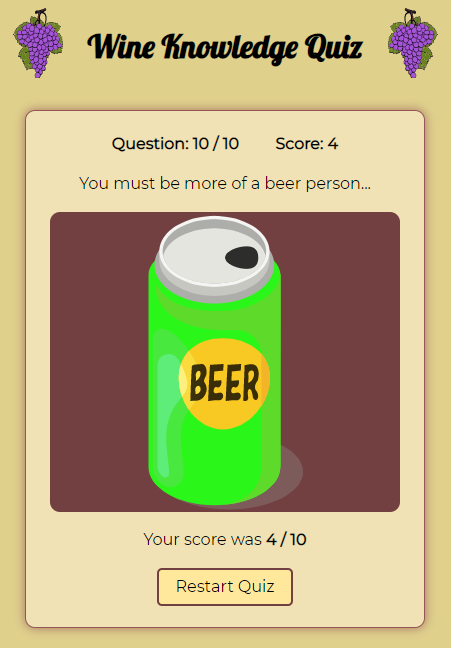 Wine Knowledge Quiz
Question: 10 / 10 Score: 4
You must be more of a beer person...
BEER
Your score was 4 / 10
Restart Quiz